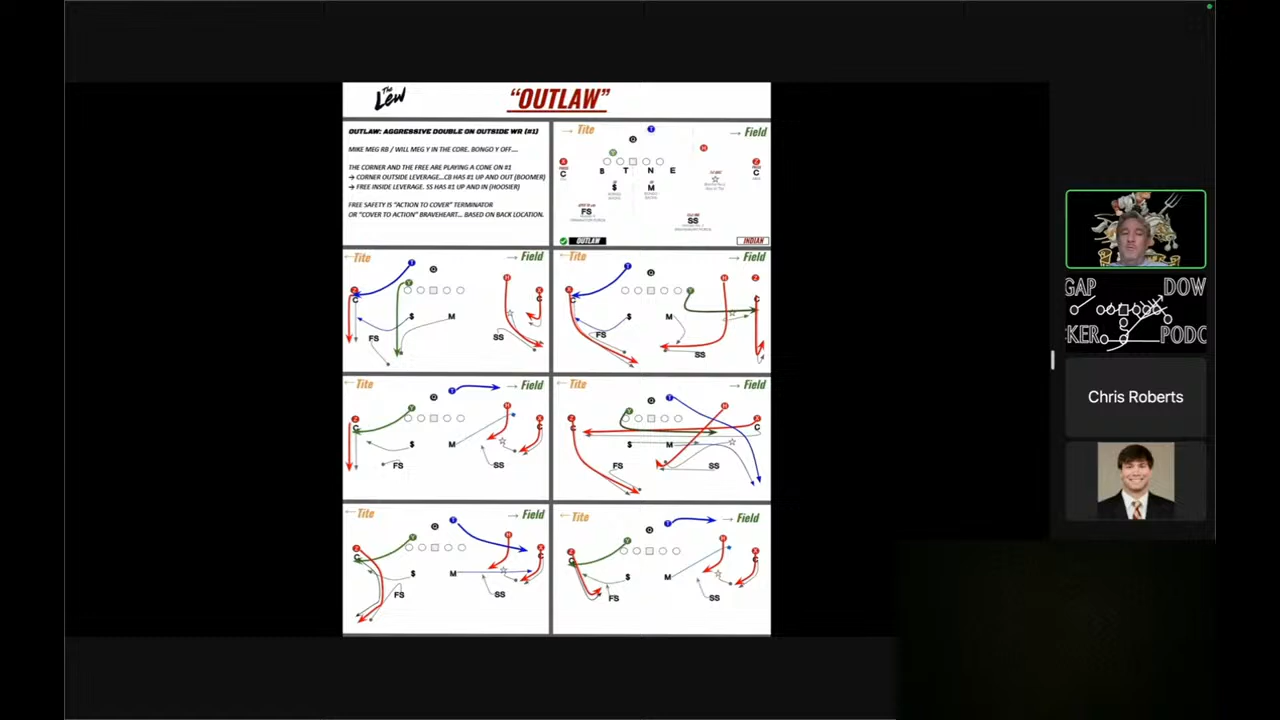 The Lew
"OUTLAW"
OUTLAW: AGGRESSIVE DOUBLE ON OUTSIDE WR (#1)
MIKE MEG RB / WILL MEG Y IN THE CORE. BONGO Y OFF....
THE CORNER AND THE FREE ARE PLAYING A CONE ON #1
→ CORNER OUTSIDE LEVERAGE...CB HAS #1 UP AND OUT (BOOMER)
→ FREE INSIDE LEVERAGE. SS HAS #1 UP AND IN (HOOSIER)
FREE SAFETY IS "ACTION TO COVER" TERMINATOR
OR "COVER TO ACTION" BRAVEHEART... BASED ON BACK LOCATION.
→ Tite
→ Field
T
Q
Y
H
X
Z
C
C
$ T N E
$
M
FS
SS
OUTLAW
INDIAN
← Tite
→ Field
T
Q
Y
H
Z
X
C
C
$
M
FS
SS
← Tite
→ Field
T
Q
Y
H
Z
C
C
$
M
FS
SS
← Tite
→ Field
T
Q
Y
H
Z
X
C
C
$
M
FS
SS
← Tite
→ Field
T
Q
Y
H
Z
X
C
C
$
M
FS
SS
← Tite
→ Field
T
Q
Y
H
Z
X
C
C
$
M
FS
SS
← Tite
→ Field
T
Q
Y
H
Z
X
C
C
$
M
FS
SS
GAP DOW
KER PODC
Chris Roberts